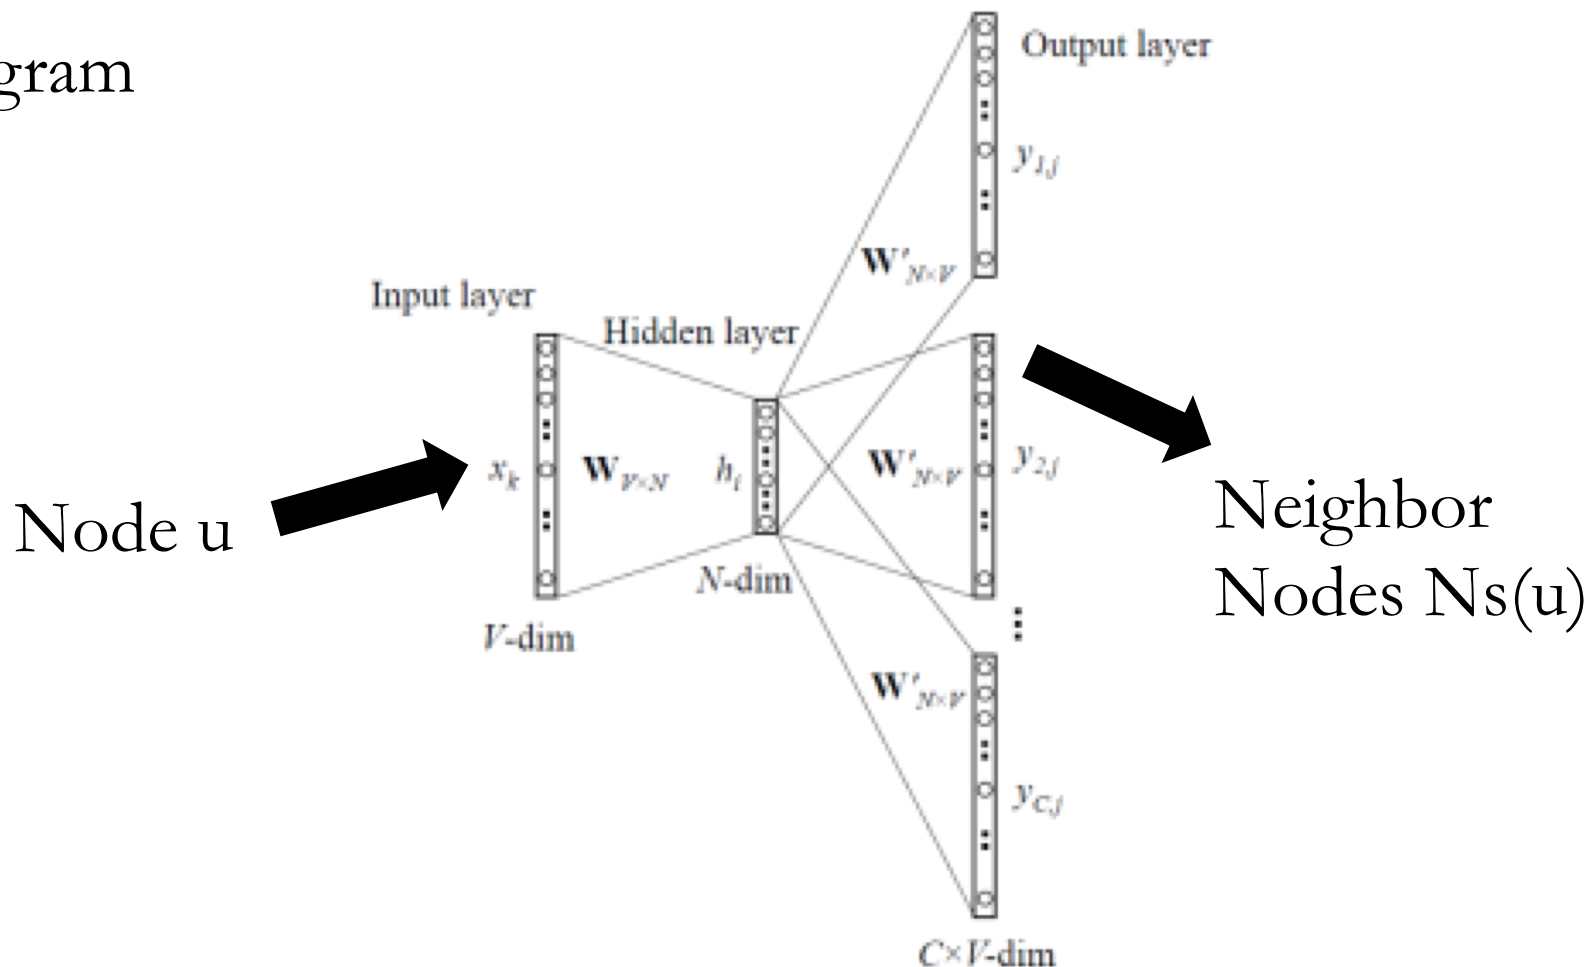 gram
Output layer
y1,j
W'N×V
Input layer
Hidden layer
xk
WV×N
hi
W'N×V
y2,j
Node u
Neighbor
Nodes Ns(u)
N-dim
V-dim
W'N×V
yC,j
C×V-dim